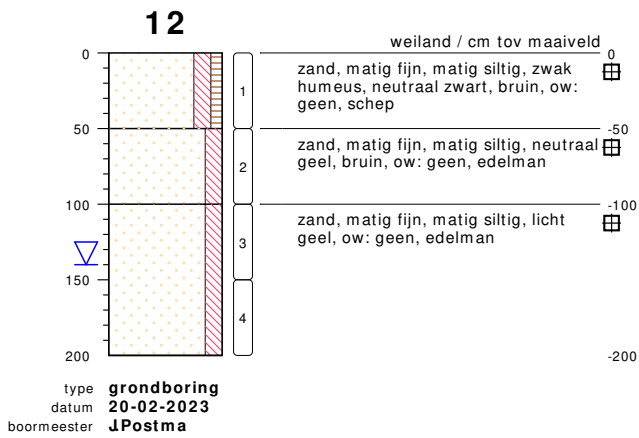 12
weiland / cm tov maaiveld
0
0
zand, matig fijn, matig siltig, zwak
humeus, neutraal zwart, bruin, ow:
geen, schep
1
50
-50
zand, matig fijn, matig siltig, neutraal
geel, bruin, ow: geen, edelman
2
100
-100
zand, matig fijn, matig siltig, licht
geel, ow: geen, edelman
3
150
4
200
-200
type grondboring
datum 20-02-2023
boormeester J.Postma